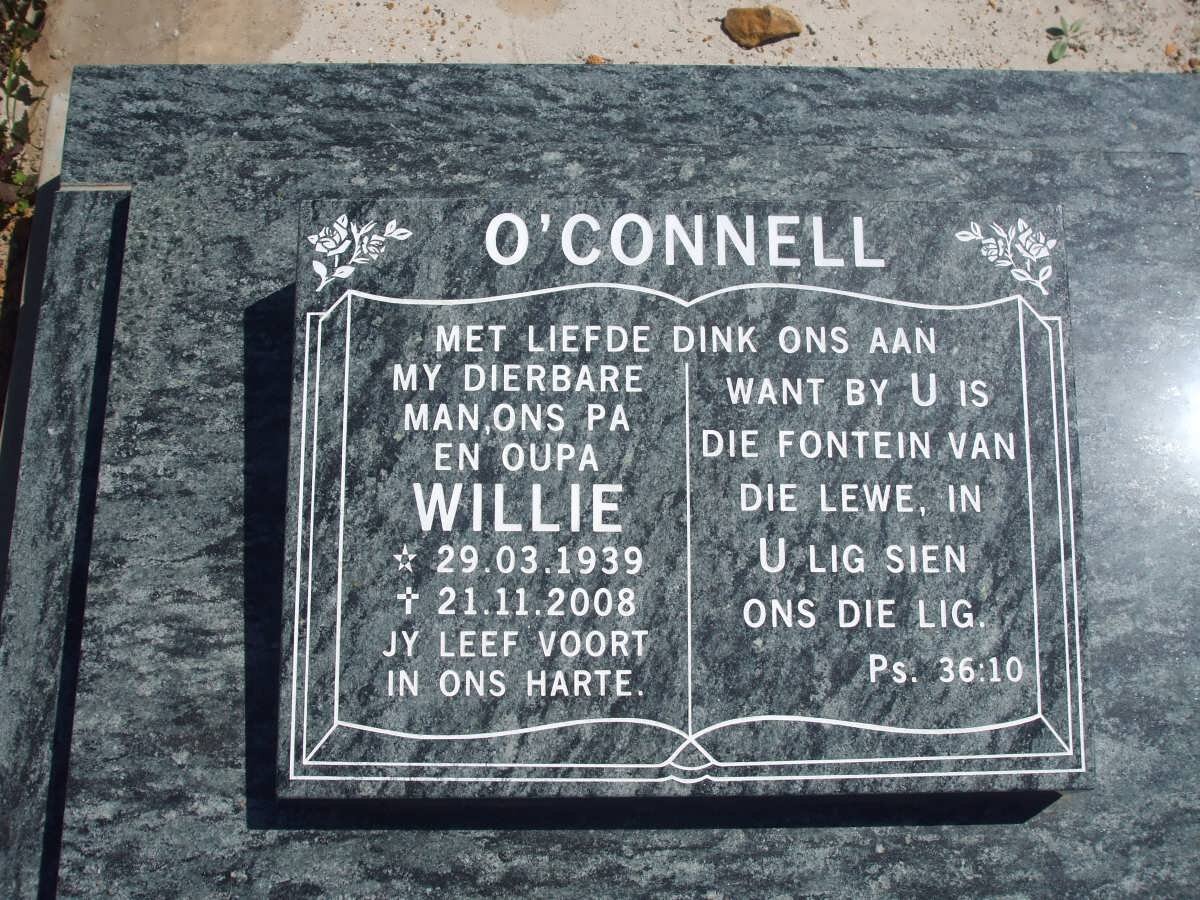 O'CONNELL
MET LIEFDE DINK ONS AAN
MY DIERBARE
MAN,ONS PA
EN OUPA
WILLIE
☆ 29.03.1939
✝ 21.11.2008
JY LEEF VOORT
IN ONS HARTE.
WANT BY U IS
DIE FONTEIN VAN
DIE LEWE, IN
U LIG SIEN
ONS DIE LIG.
Ps. 36:10